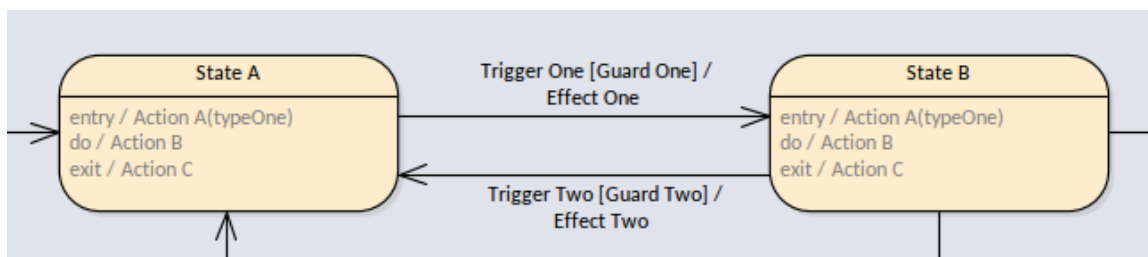 State A
entry / Action A(typeOne)
do / Action B
exit / Action C
Trigger One [Guard One] /
Effect One
Trigger Two [Guard Two] /
Effect Two
State B
entry / Action A(typeOne)
do / Action B
exit / Action C